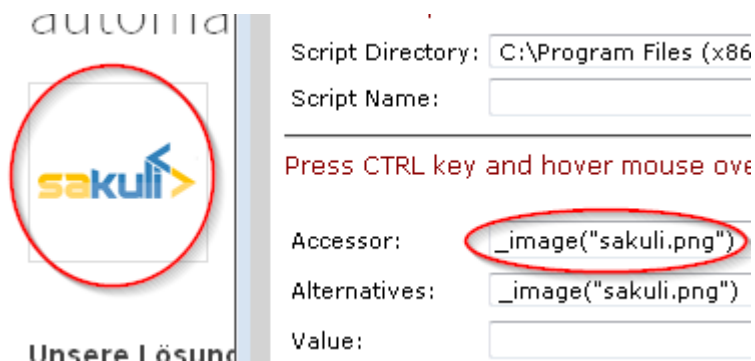 automa
sakuli
Unsere Lösung
Script Directory: C:\Program Files (x86
Script Name:
Press CTRL key and hover mouse ove
Accessor: _image("sakuli.png")
Alternatives: _image("sakuli.png")
Value: